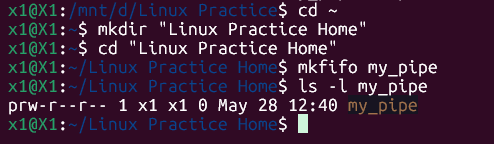 x1@X1:/mnt/d/Linux Practice$ cd ~
x1@X1:~$ mkdir "Linux Practice Home"
x1@X1:~$ cd "Linux Practice Home"
x1@X1:~/Linux Practice Home$ mkfifo my_pipe
x1@X1:~/Linux Practice Home$ ls -l my_pipe
prw-r--r-- 1 x1 x1 0 May 28 12:40 my_pipe
x1@X1:~/Linux Practice Home$